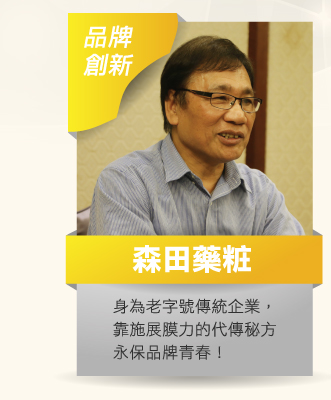 品牌
創新
森田藥粧
身為老字號傳統企業，
靠施展膜力的代傳秘方
永保品牌青春！